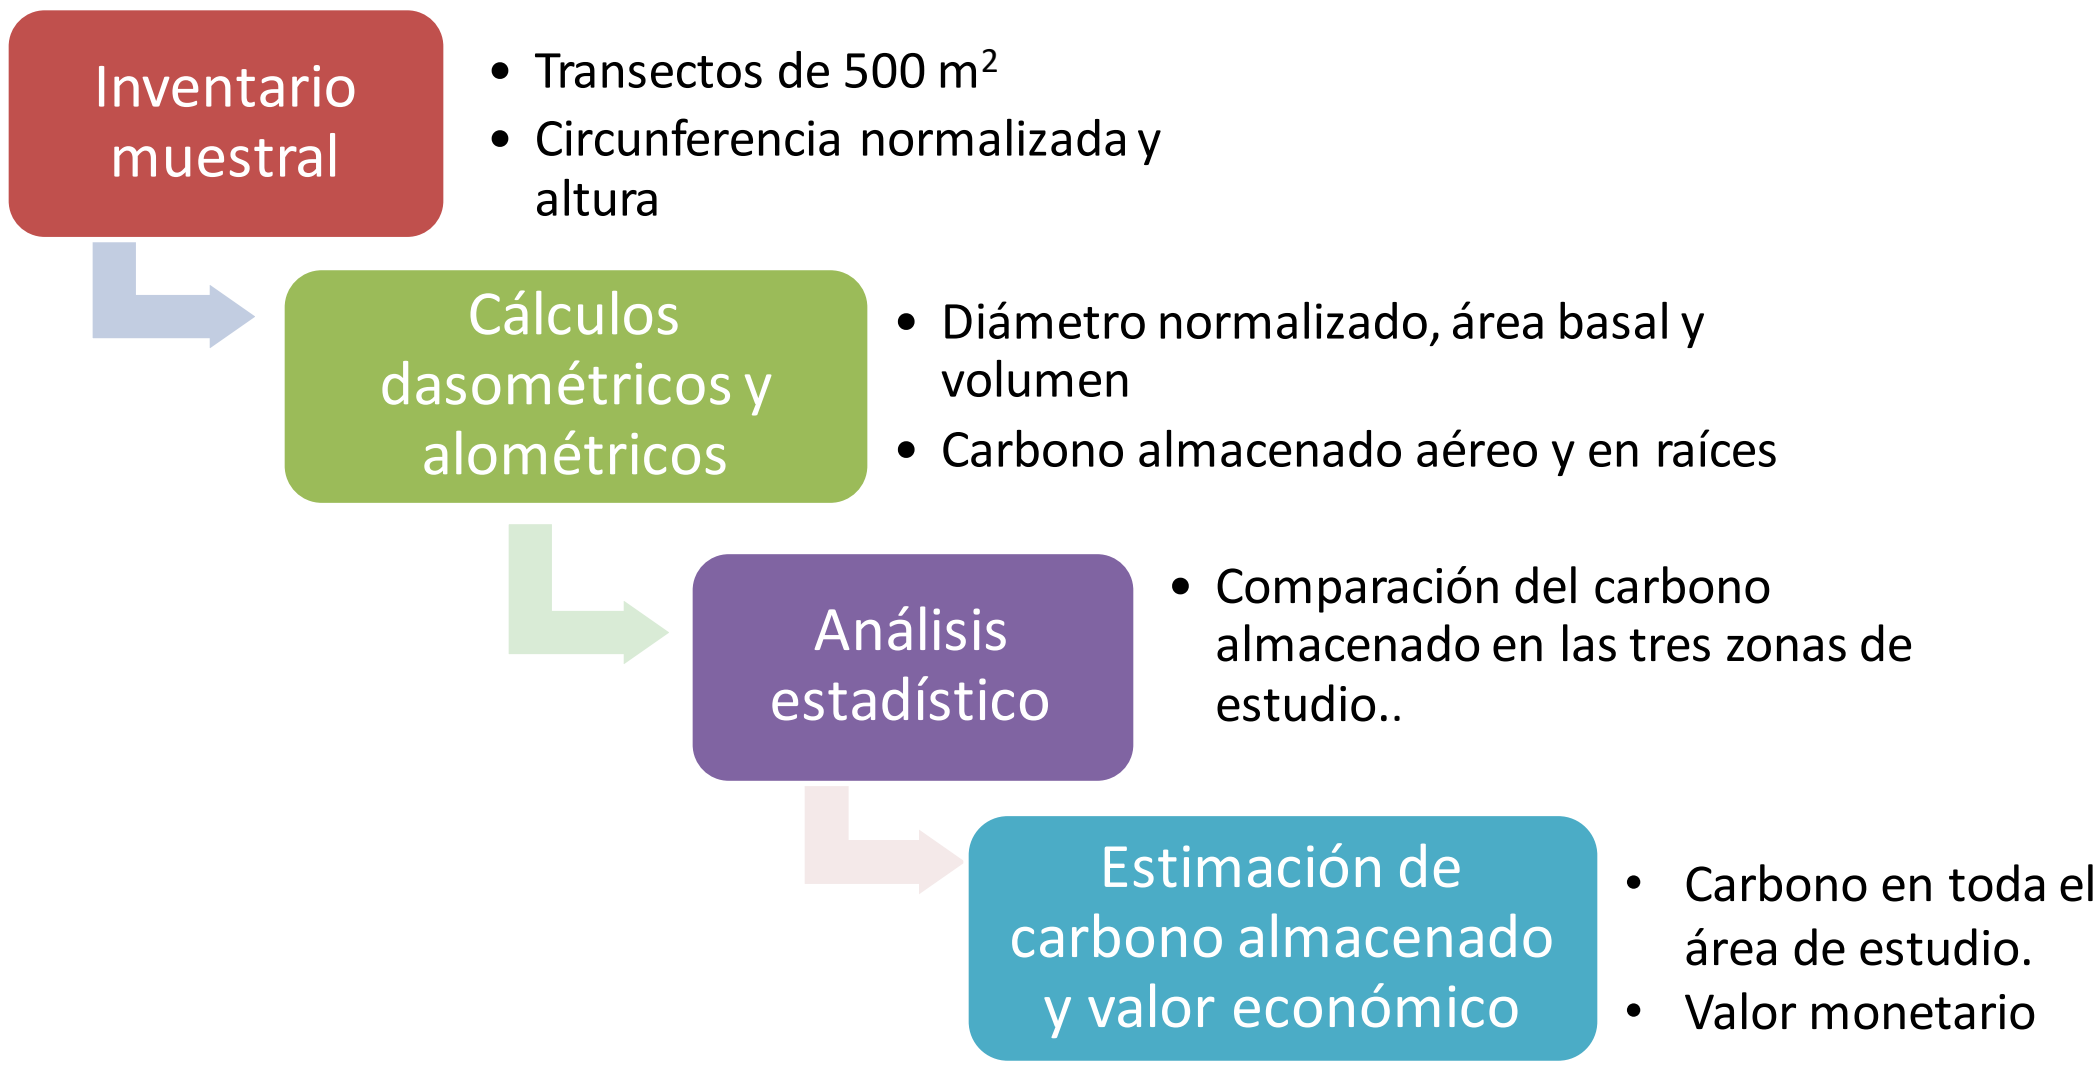 Inventario
muestral
• Transectos de 500 m²
• Circunferencia normalizada y
altura
Cálculos
dasométricos y
alométricos
• Diámetro normalizado, área basal y
volumen
• Carbono almacenado aéreo y en raíces
Análisis
estadístico
• Comparación del carbono
almacenado en las tres zonas de
estudio..
Estimación de
carbono almacenado
y valor económico
• Carbono en toda el
área de estudio.
• Valor monetario